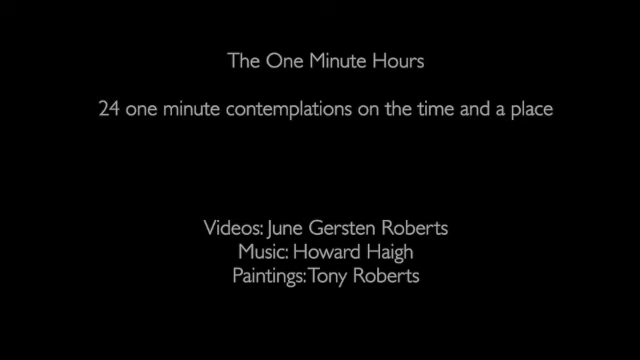 The One Minute Hours
24 one minute contemplations on the time and a place
Videos: June Gersten Roberts
Music: Howard Haigh
Paintings: Tony Roberts